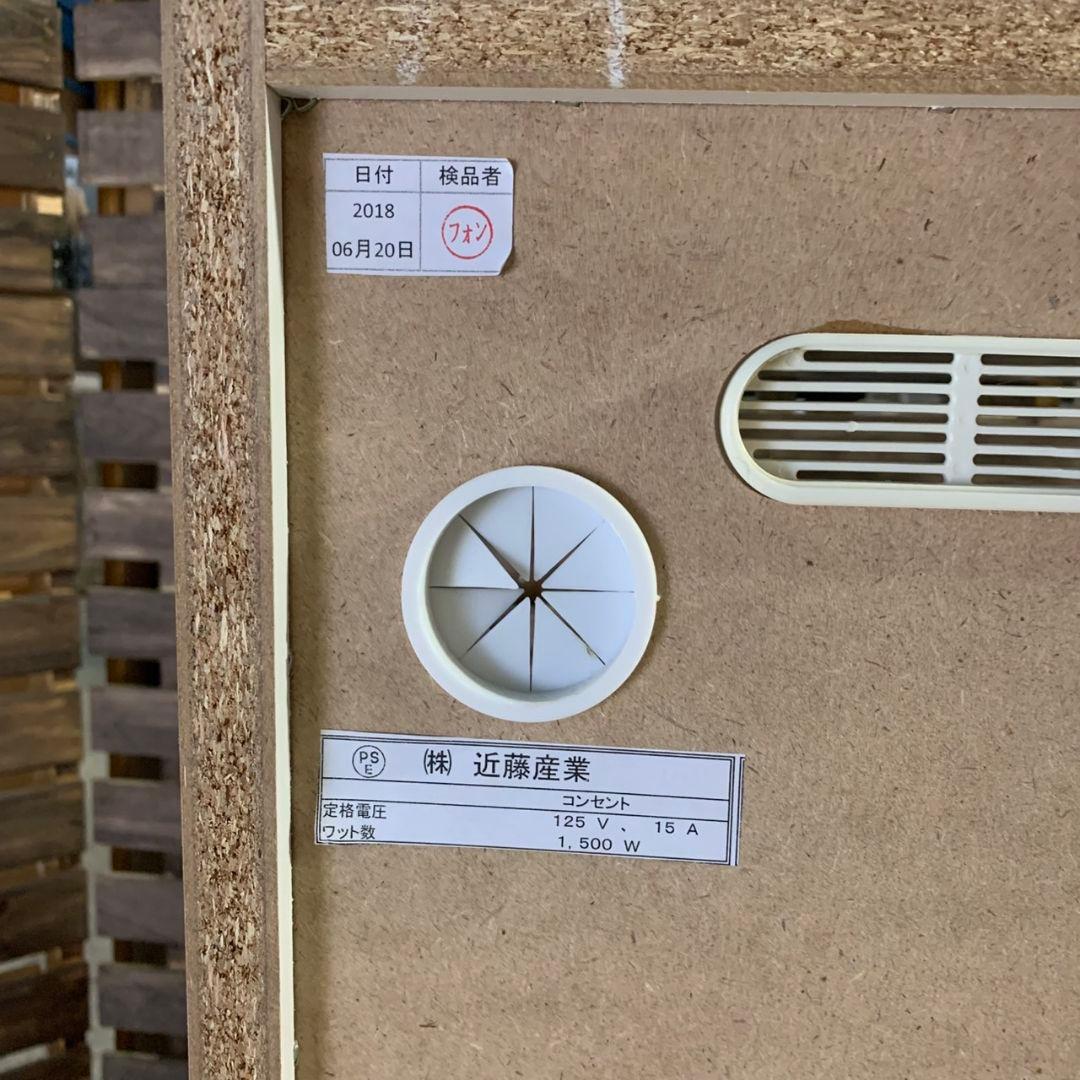 日付 検品者
2018
06月20日
フォン
PSE ㈱ 近藤産業
コンセント
定格電圧 125 V 、 15 A
ワット数 1,500 W